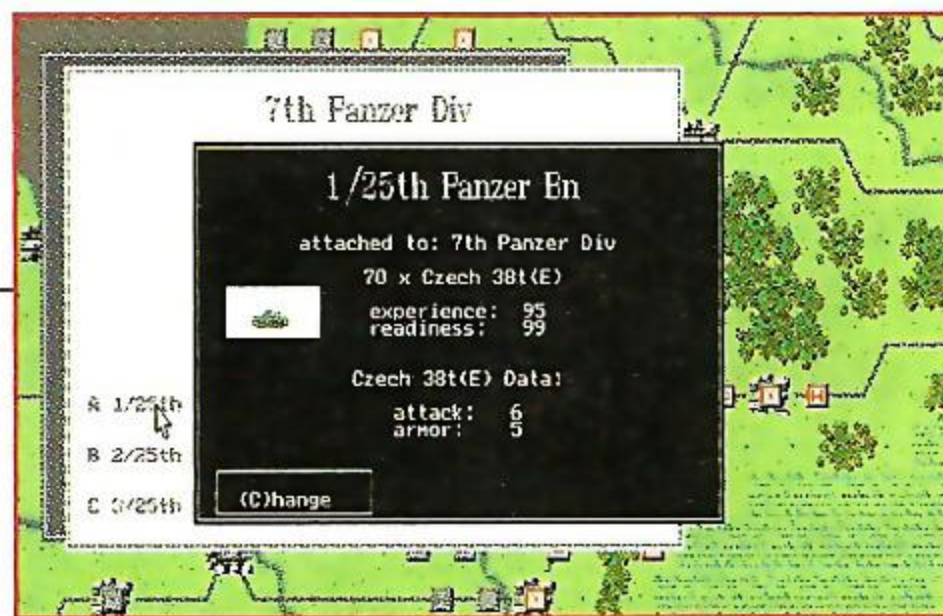 7th Panzer Div
1/25th Panzer Bn
attached to: 7th Panzer Div
70 x Czech 38t(E)
experience: 95
readiness: 99
Czech 38t(E) Data:
attack: 6
armor: 5
A 1/25th
B 2/25th
C 3/25th
(C)hange